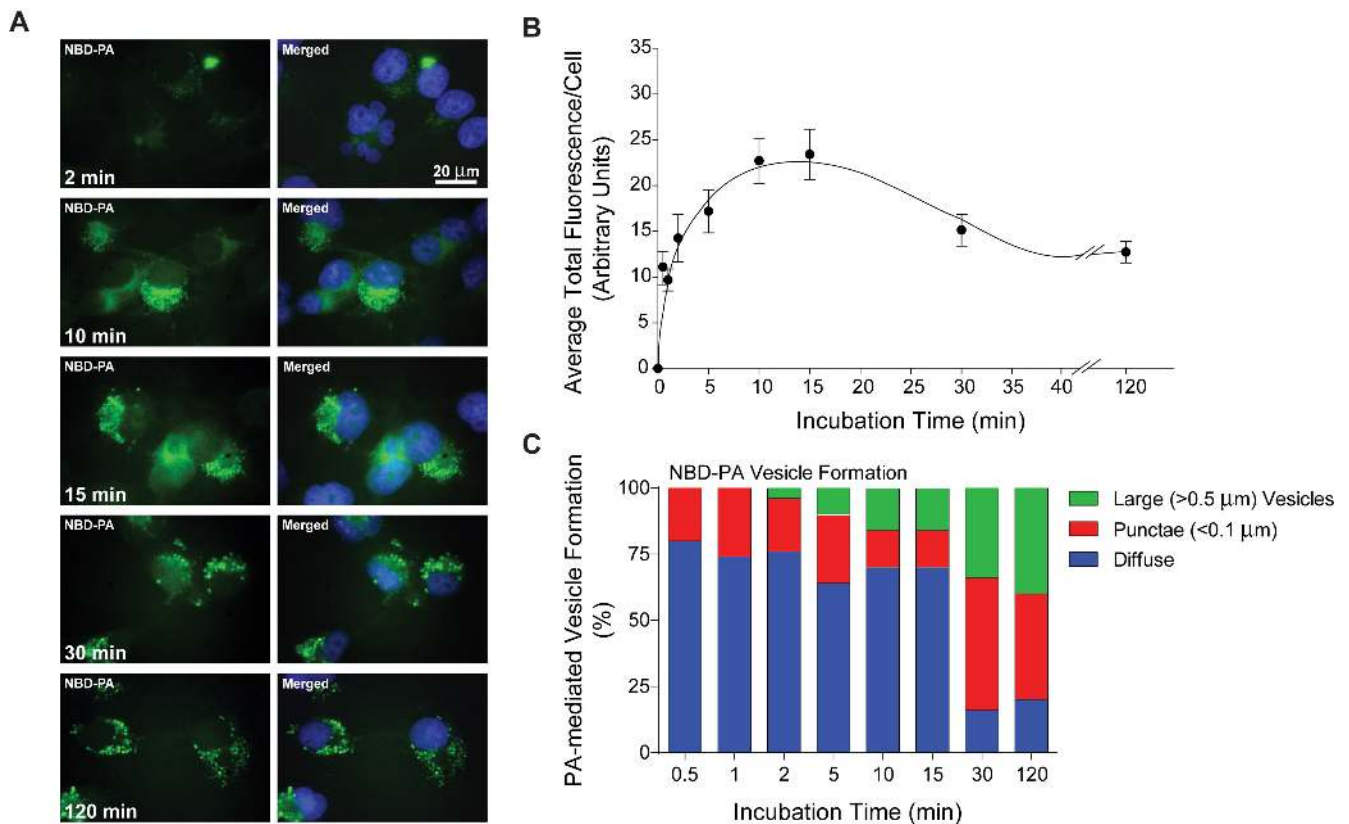 A
NBD-PA
Merged
2 min
20 μm
NBD-PA
Merged
10 min
NBD-PA
Merged
15 min
NBD-PA
Merged
30 min
NBD-PA
Merged
120 min
B
Average Total Fluorescence/Cell
(Arbitrary Units)
35
30
25
20
15
10
5
0
0 5 10 15 20 25 30 35 40 120
Incubation Time (min)
C
NBD-PA Vesicle Formation
PA-mediated Vesicle Formation
(%)
100
75
50
25
0
0.5 1 2 5 10 15 30 120
Incubation Time (min)
Large (>0.5 μm) Vesicles
Punctae (<0.1 μm)
Diffuse